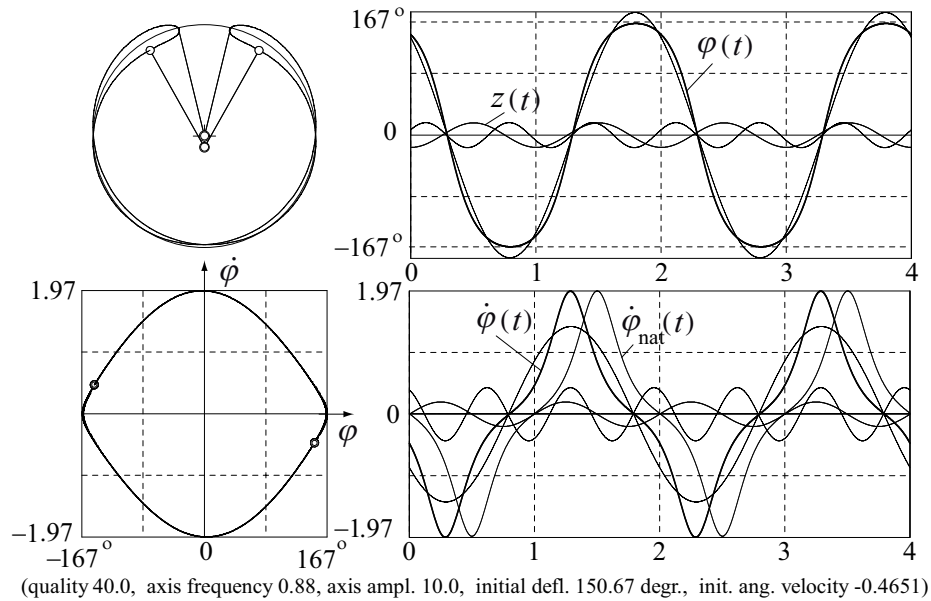 167°
φ(t)
z(t)
0
−167°
0 1 2 3 4
φ̇
1.97
φ
−1.97
−167° 0 167°
1.97
φ̇(t)
φ̇nat(t)
0
−1.97
0 1 2 3 4
(quality 40.0, axis frequency 0.88, axis ampl. 10.0, initial defl. 150.67 degr., init. ang. velocity -0.4651)